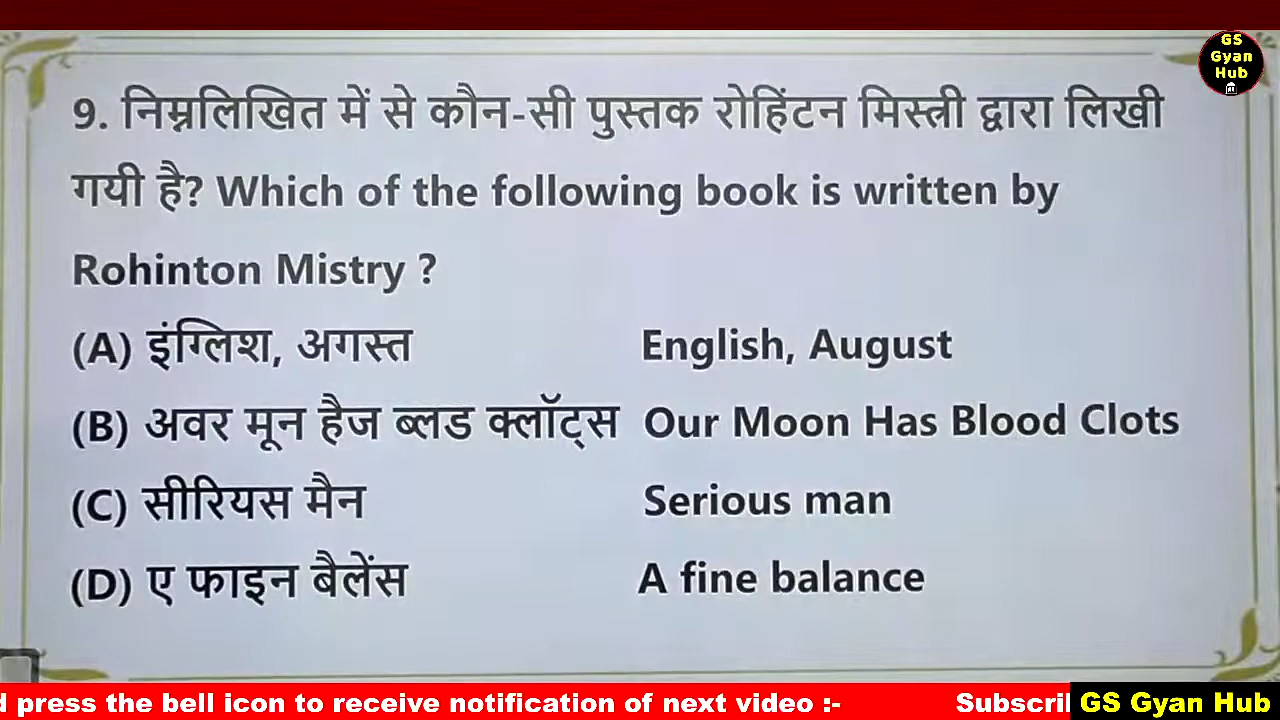 GS
Gyan
Hub
9. निम्नलिखित में से कौन-सी पुस्तक रोहिंटन मिस्त्री द्वारा लिखी
गयी है? Which of the following book is written by
Rohinton Mistry ?
(A) इंग्लिश, अगस्त English, August
(B) अवर मून हैज ब्लड क्लॉट्स Our Moon Has Blood Clots
(C) सीरियस मैन Serious man
(D) ए फाइन बैलेंस A fine balance
d press the bell icon to receive notification of next video :- Subscri GS Gyan Hub